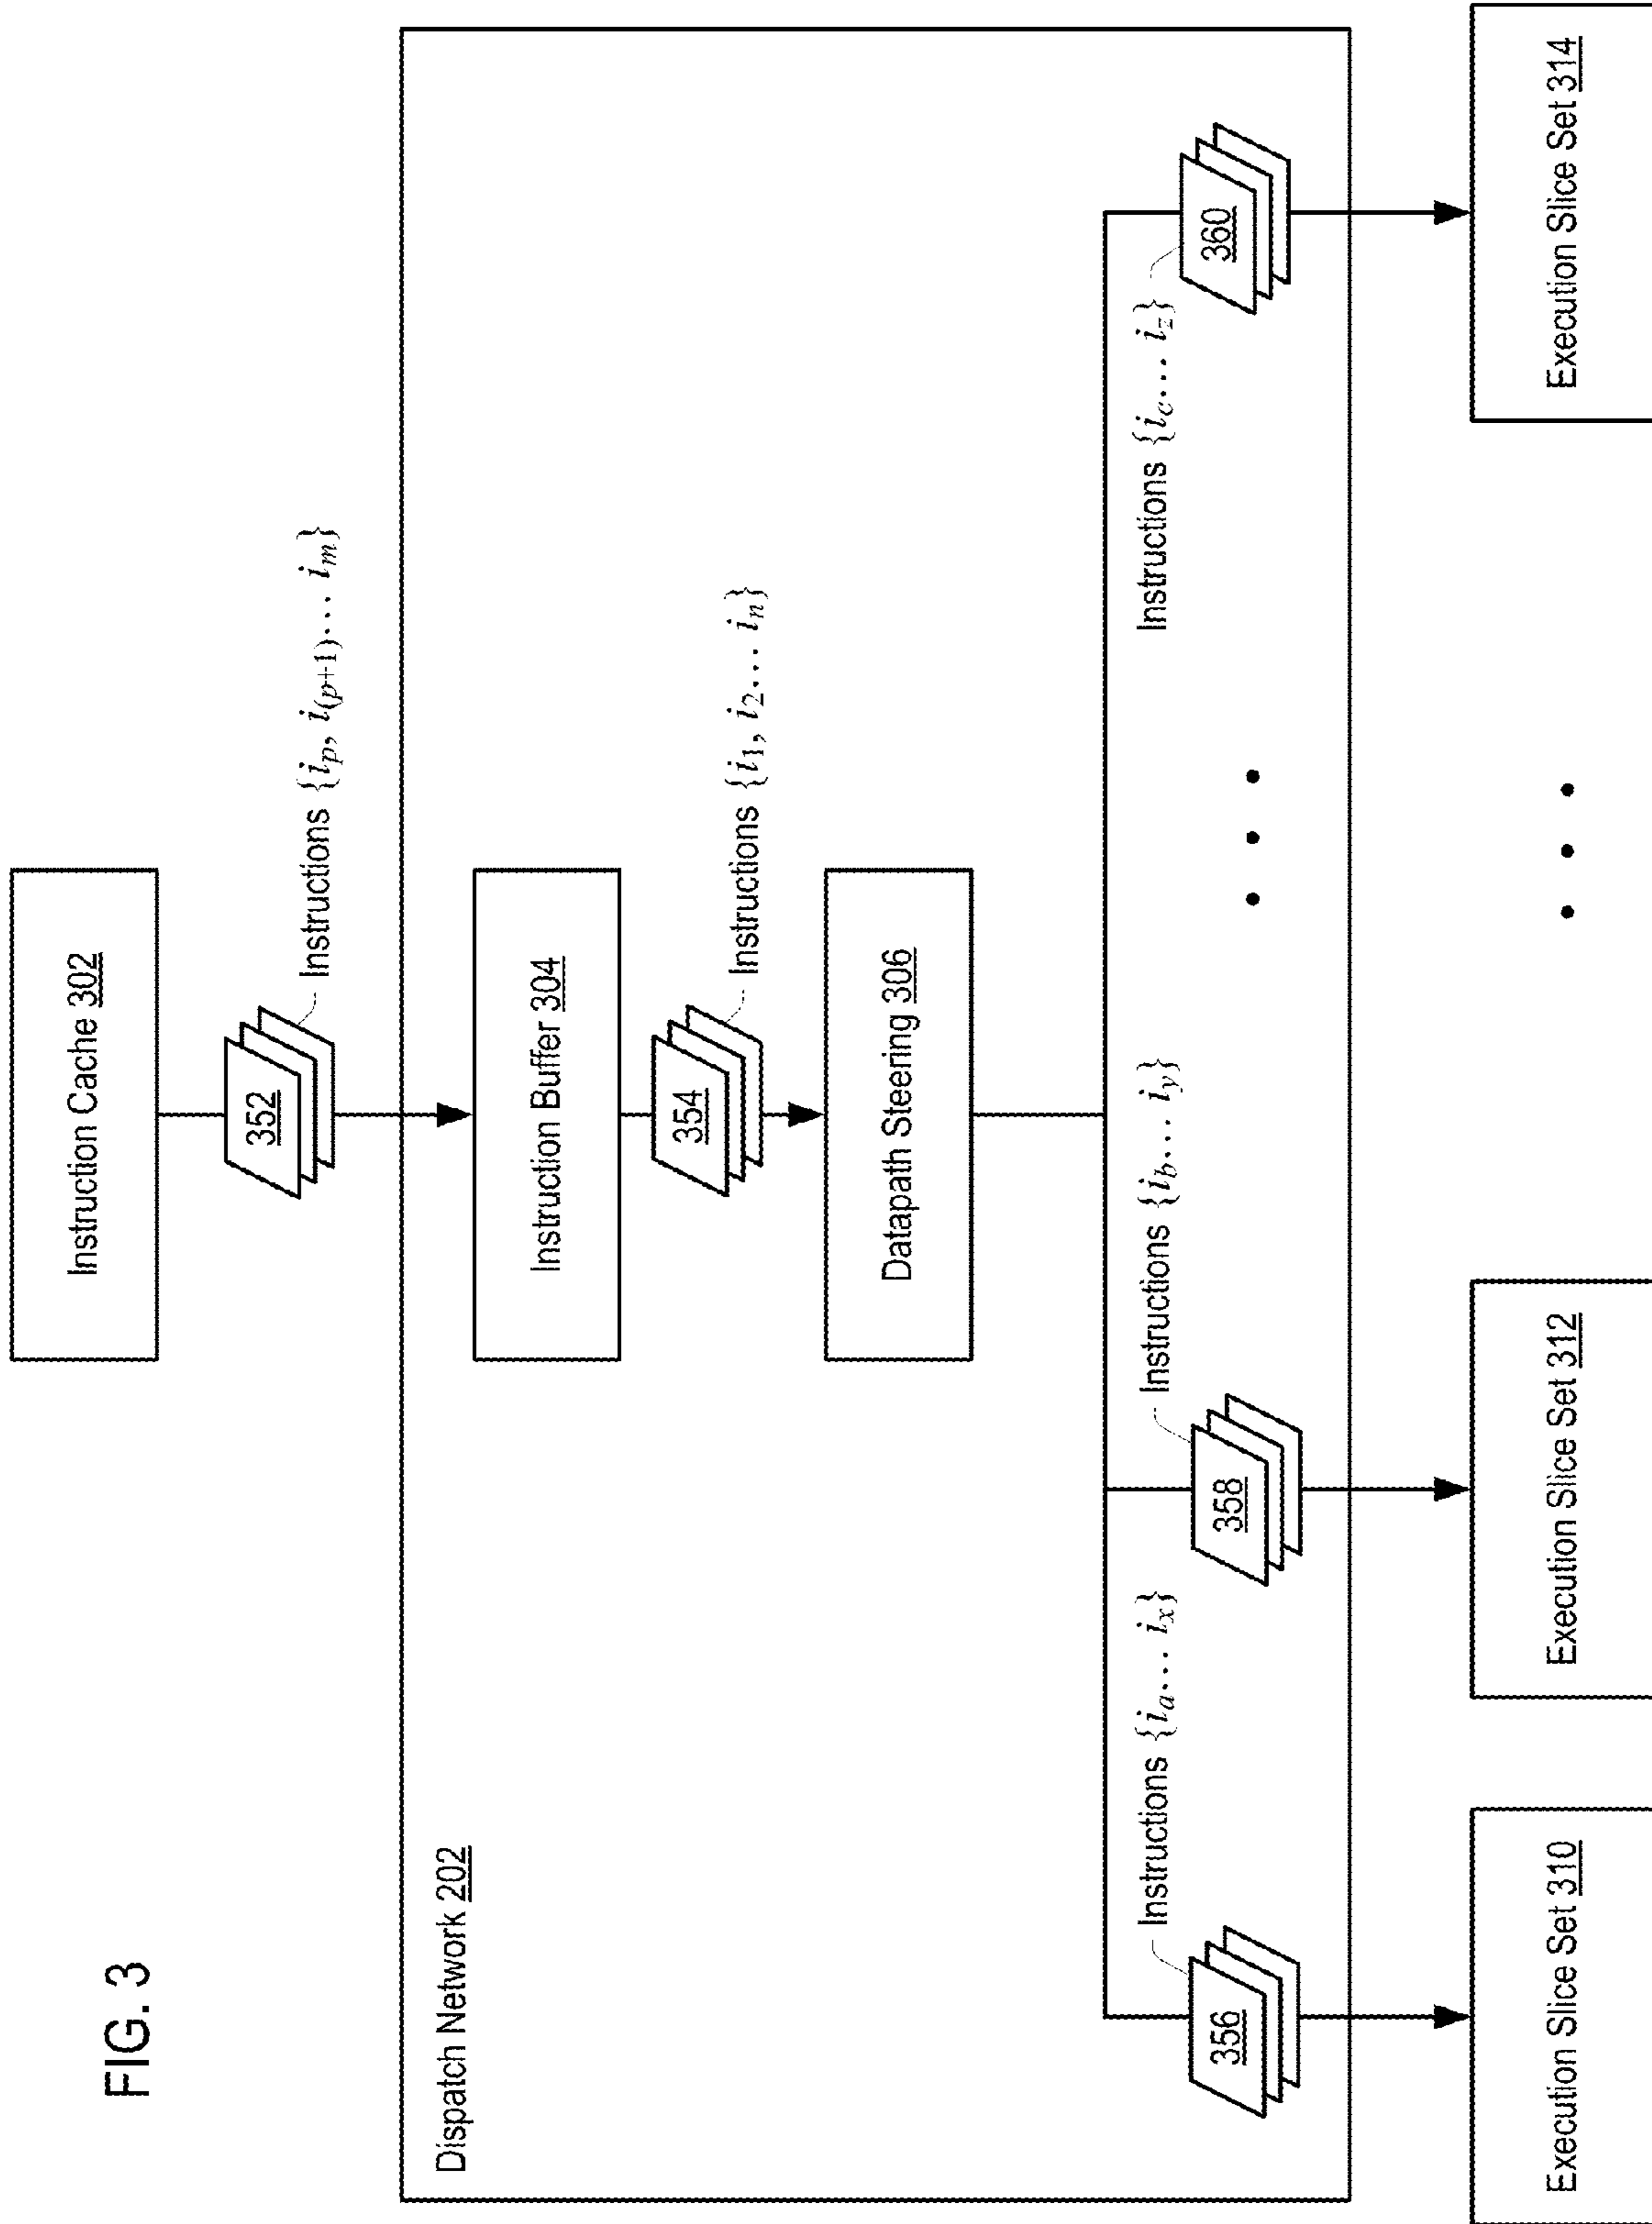 FIG. 3
Instruction Cache 302
352
Instructions {i_p, i_(p+1)... i_m}
Dispatch Network 202
Instruction Buffer 304
354
Instructions {i_1, i_2... i_n}
Datapath Steering 306
Instructions {i_a... i_x}
Instructions {i_b... i_y}
Instructions {i_c... i_z}
356
358
360
Execution Slice Set 310
Execution Slice Set 312
Execution Slice Set 314